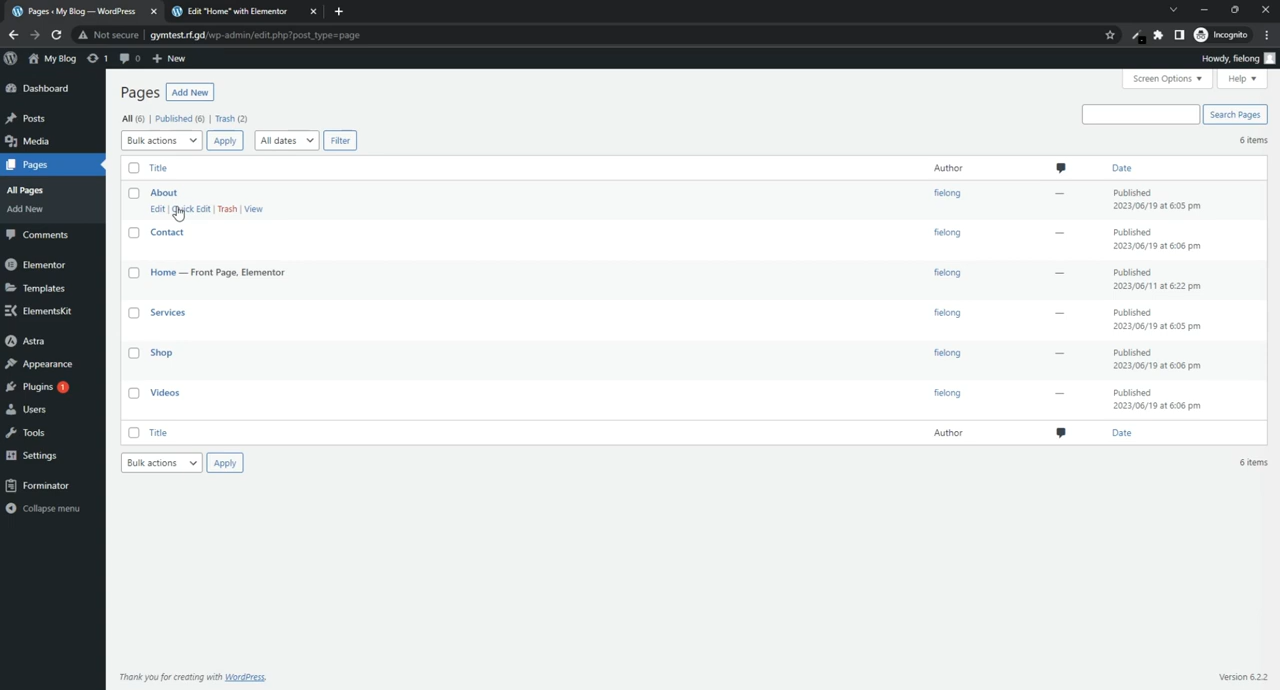 Pages ‹ My Blog — WordPress
Edit "Home" with Elementor
Not secure gymtest.rf.gd/wp-admin/edit.php?post_type=page
Incognito
My Blog 1 0 New
Howdy, fielong
Dashboard
Posts
Media
Pages
All Pages
Add New
Comments
Elementor
Templates
ElementsKit
Astra
Appearance
Plugins 1
Users
Tools
Settings
Forminator
Collapse menu
Screen Options Help
Pages Add New
All (6) | Published (6) | Trash (2)
Search Pages
Bulk actions Apply All dates Filter
6 items
Title Author Date
About fielong — Published
2023/06/19 at 6:05 pm
Edit | Quick Edit | Trash | View
Contact fielong — Published
2023/06/19 at 6:06 pm
Home — Front Page, Elementor fielong — Published
2023/06/11 at 6:22 pm
Services fielong — Published
2023/06/19 at 6:05 pm
Shop fielong — Published
2023/06/19 at 6:06 pm
Videos fielong — Published
2023/06/19 at 6:06 pm
Title Author Date
Bulk actions Apply
6 items
Thank you for creating with WordPress.
Version 6.2.2